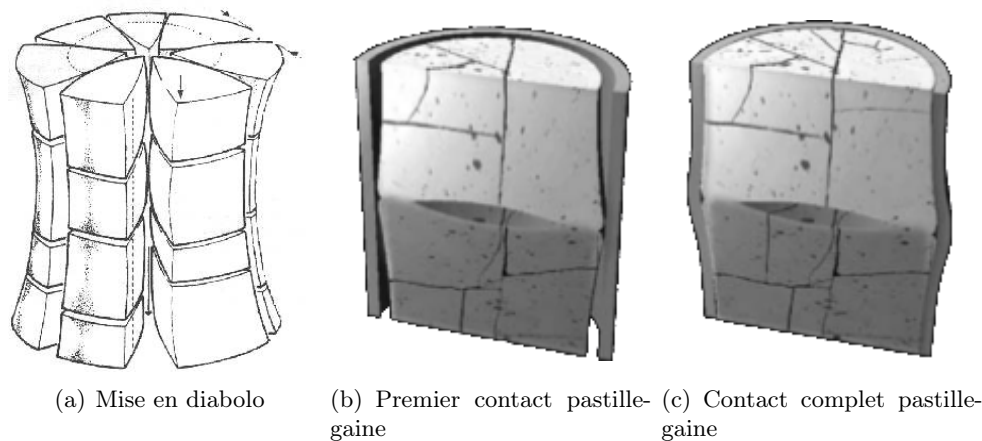 (a) Mise en diabolo
(b) Premier contact pastille-
gaine
(c) Contact complet pastille-
gaine